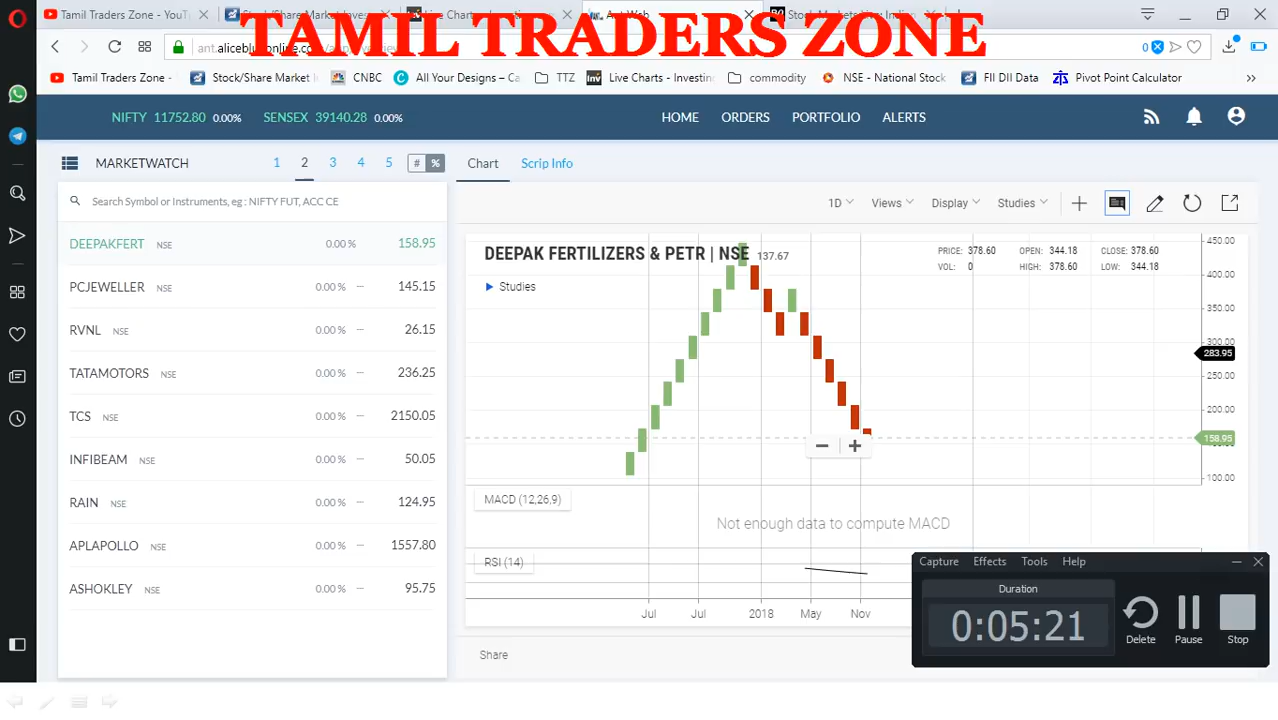 TAMIL TRADERS ZONE
Tamil Traders Zone - YouT
Stock/Share Market Inves
Live Charts - Investin
Ant Web
ant.aliceblueonline.co
0
Tamil Traders Zone -
Stock/Share Market I
CNBC
All Your Designs – Ca
TTZ
Live Charts - Investin
commodity
NSE - National Stock
FII DII Data
Pivot Point Calculator
»
NIFTY 11752.80 0.00% SENSEX 39140.28 0.00%
HOME ORDERS PORTFOLIO ALERTS
MARKETWATCH 1 2 3 4 5 # %
Chart Scrip Info
Search Symbol or Instruments, eg : NIFTY FUT, ACC CE
1D Views Display Studies
DEEPAKFERT NSE 0.00 % 158.95
PCJEWELLER NSE 0.00 % 145.15
RVNL NSE 0.00 % 26.15
TATAMOTORS NSE 0.00 % 236.25
TCS NSE 0.00 % 2150.05
INFIBEAM NSE 0.00 % 50.05
RAIN NSE 0.00 % 124.95
APLAPOLLO NSE 0.00 % 1557.80
ASHOKLEY NSE 0.00 % 95.75
DEEPAK FERTILIZERS & PETR | NSE 137.67
Studies
PRICE: 378.60 OPEN: 344.18 CLOSE: 378.60
VOL: 0 HIGH: 378.60 LOW: 344.18
450.00
400.00
350.00
300.00
283.95
250.00
200.00
158.95
100.00
MACD (12,26,9)
Not enough data to compute MACD
RSI (14)
Jul Jul 2018 May Nov
Share
Capture Effects Tools Help
Duration
0:05:21
Delete Pause Stop